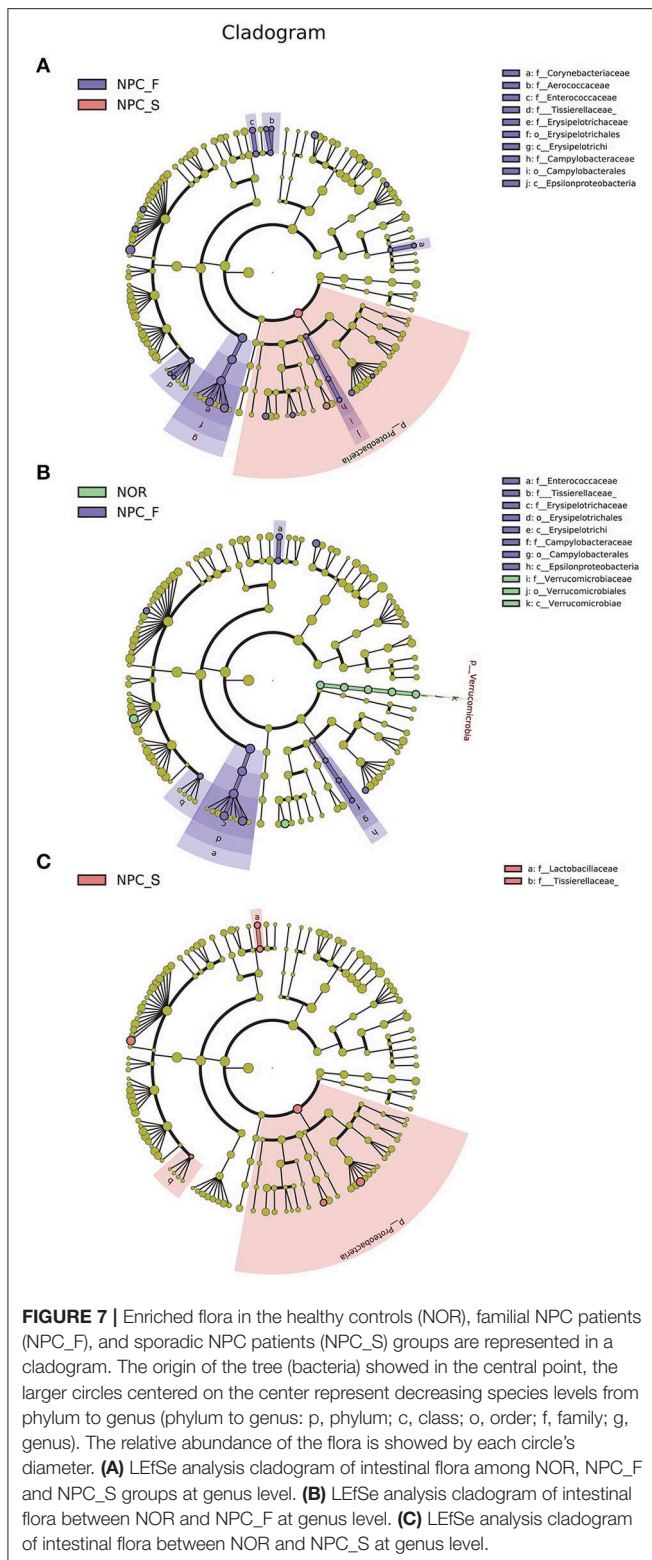 Cladogram
A
NPC_F
NPC_S
a: f__Corynebacteriaceae
b: f__Aerococcaceae
c: f__Enterococcaceae
d: f___Tissierellaceae_
e: f__Erysipelotrichaceae
f: o__Erysipelotrichales
g: c__Erysipelotrichi
h: f__Campylobacteraceae
i: o__Campylobacterales
j: c__Epsilonproteobacteria
c
b
a
d
e
f
g
h
i
j
p__Proteobacteria
B
NOR
NPC_F
a: f__Enterococcaceae
b: f___Tissierellaceae_
c: f__Erysipelotrichaceae
d: o__Erysipelotrichales
e: c__Erysipelotrichi
f: f__Campylobacteraceae
g: o__Campylobacterales
h: c__Epsilonproteobacteria
i: f__Verrucomicrobiaceae
j: o__Verrucomicrobiales
k: c__Verrucomicrobiae
a
k
p__Verrucomicrobia
b
c
d
e
f
g
h
C
NPC_S
a: f__Lactobacillaceae
b: f___Tissierellaceae_
a
b
p__Proteobacteria
FIGURE 7 | Enriched flora in the healthy controls (NOR), familial NPC patients
(NPC_F), and sporadic NPC patients (NPC_S) groups are represented in a
cladogram. The origin of the tree (bacteria) showed in the central point, the
larger circles centered on the center represent decreasing species levels from
phylum to genus (phylum to genus: p, phylum; c, class; o, order; f, family; g,
genus). The relative abundance of the flora is showed by each circle's
diameter. (A) LEfSe analysis cladogram of intestinal flora among NOR, NPC_F
and NPC_S groups at genus level. (B) LEfSe analysis cladogram of intestinal
flora between NOR and NPC_F at genus level. (C) LEfSe analysis cladogram
of intestinal flora between NOR and NPC_S at genus level.